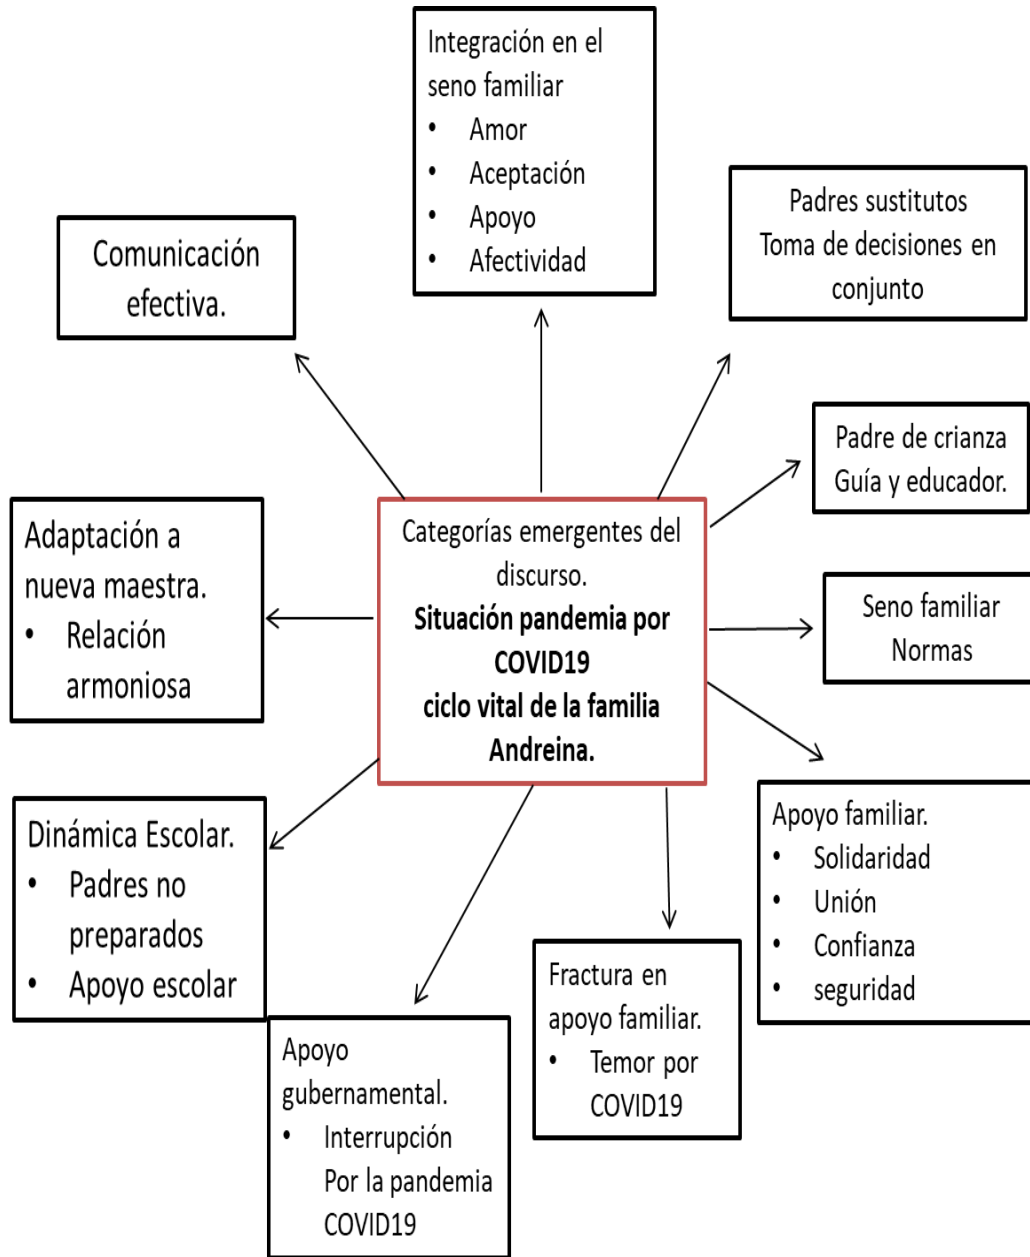 Integración en el
seno familiar
• Amor
• Aceptación
• Apoyo
• Afectividad
Padres sustitutos
Toma de decisiones en
conjunto
Comunicación
efectiva.
Padre de crianza
Guía y educador.
Adaptación a
nueva maestra.
• Relación
armoniosa
Categorías emergentes del
discurso.
Situación pandemia por
COVID19
ciclo vital de la familia
Andreina.
Seno familiar
Normas
Dinámica Escolar.
• Padres no
preparados
• Apoyo escolar
Apoyo familiar.
• Solidaridad
• Unión
• Confianza
• seguridad
Fractura en
apoyo familiar.
• Temor por
COVID19
Apoyo
gubernamental.
• Interrupción
Por la pandemia
COVID19